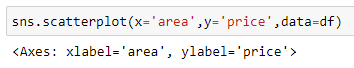 sns.scatterplot(x='area',y='price',data=df)
<Axes: xlabel='area', ylabel='price'>